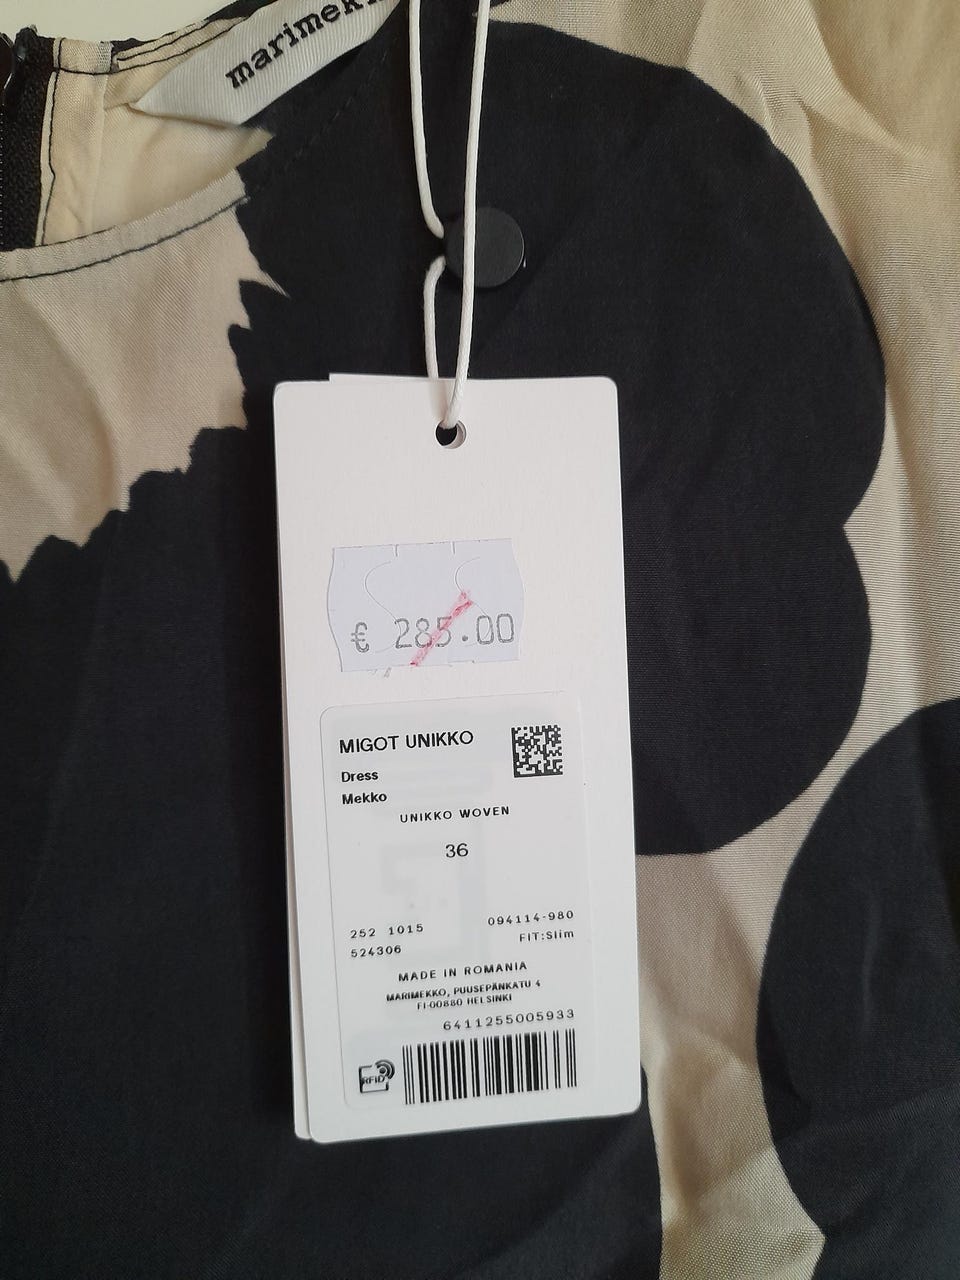 marimek
€ 285.00
MIGOT UNIKKO
Dress
Mekko
UNIKKO WOVEN
36
252 1015 094114-980
524306 FIT:Slim
MADE IN ROMANIA
MARIMEKKO, PUUSEPÄNKATU 4
FI-00880 HELSINKI
6411255005933
RFID